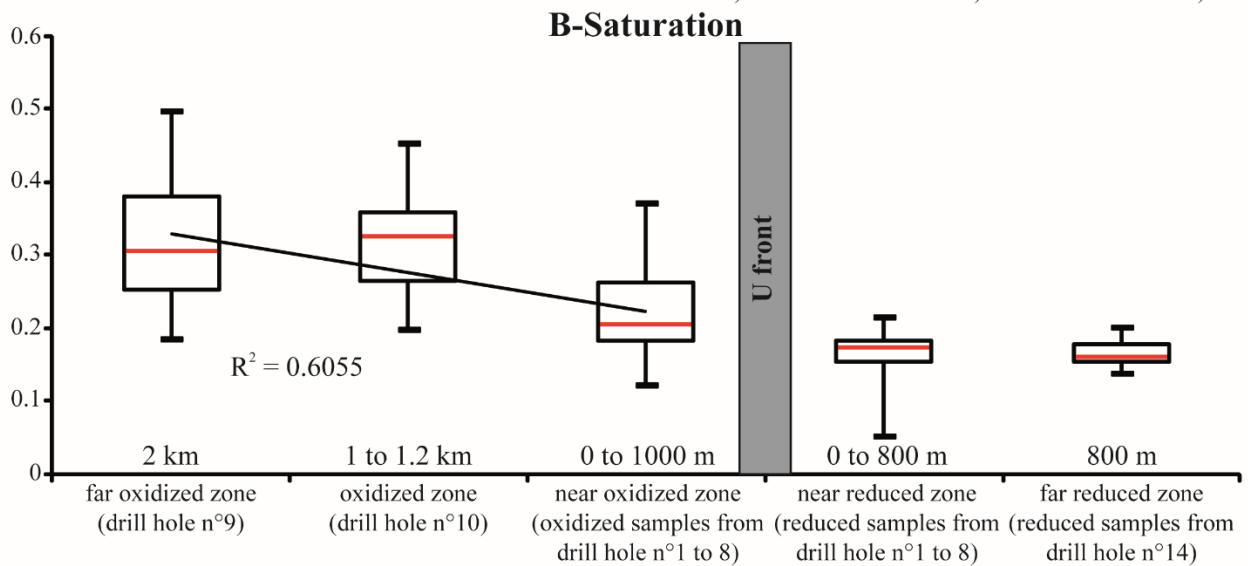 B-Saturation
0.6
0.5
0.4
0.3
0.2
0.1
0
R² = 0.6055
U front
2 km
1 to 1.2 km
0 to 1000 m
0 to 800 m
800 m
far oxidized zone
(drill hole n°9)
oxidized zone
(drill hole n°10)
near oxidized zone
(oxidized samples from
drill hole n°1 to 8)
near reduced zone
(reduced samples from
drill hole n°1 to 8)
far reduced zone
(reduced samples from
drill hole n°14)